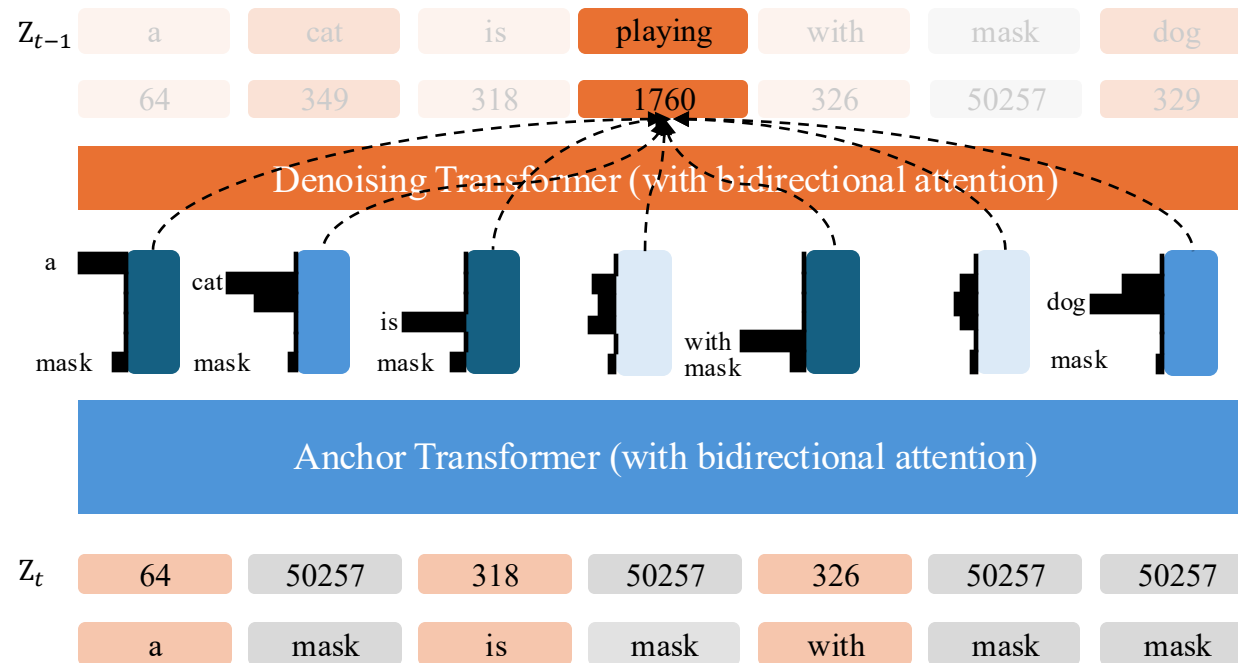 Z_{t−1} a cat is playing with mask dog
64 349 318 1760 326 50257 329
Denoising Transformer (with bidirectional attention)
a
cat
is
with
dog
mask
mask
mask
mask
mask
Anchor Transformer (with bidirectional attention)
Z_t 64 50257 318 50257 326 50257 50257
a mask is mask with mask mask